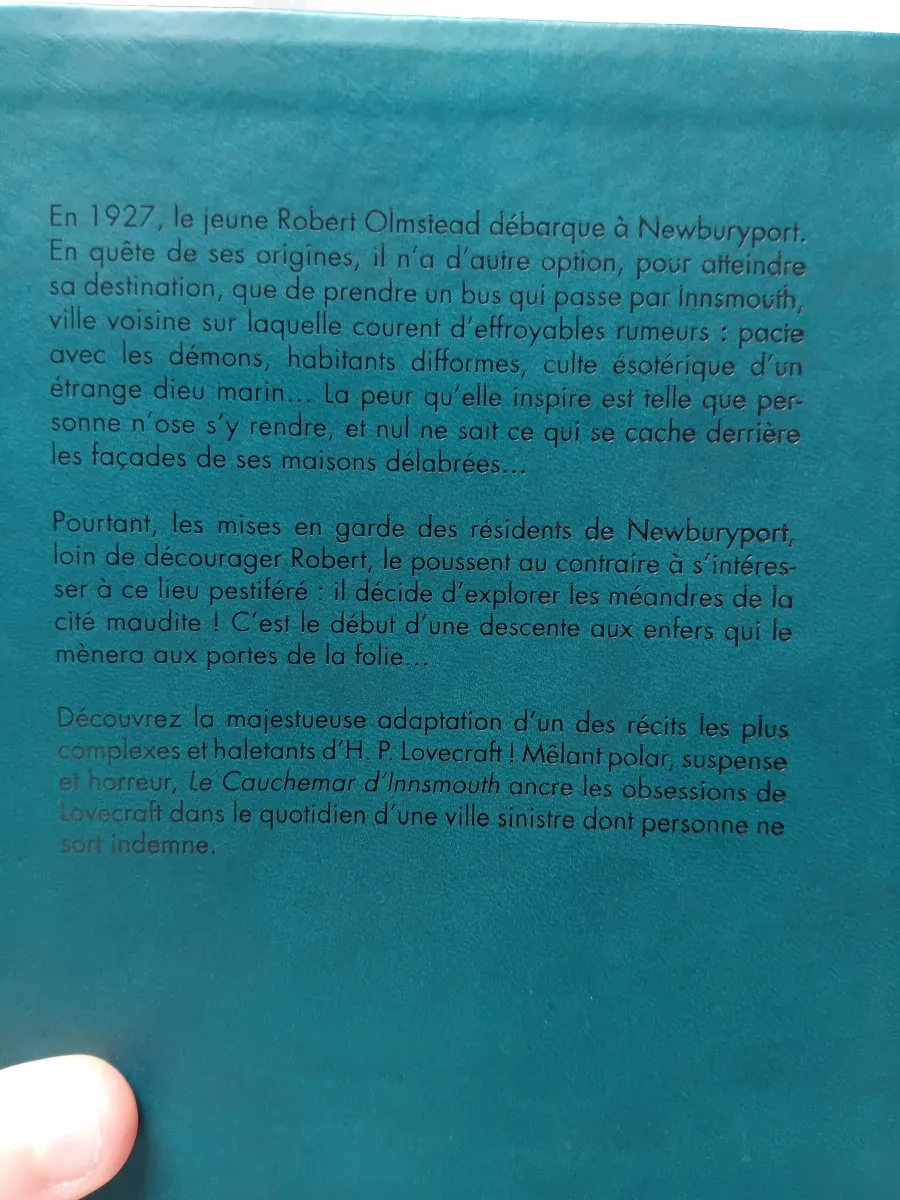 En 1927, le jeune Robert Olmstead débarque à Newburyport.
En quête de ses origines, il n'a d'autre option, pour atteindre
sa destination, que de prendre un bus qui passe par Innsmouth,
ville voisine sur laquelle courent d'effroyables rumeurs : pacte
avec les démons, habitants difformes, culte ésotérique d'un
étrange dieu marin... La peur qu'elle inspire est telle que per-
sonne n'ose s'y rendre, et nul ne sait ce qui se cache derrière
les façades de ses maisons délabrées...
Pourtant, les mises en garde des résidents de Newburyport,
loin de décourager Robert, le poussent au contraire à s'intéres-
ser à ce lieu pestiféré : il décide d'explorer les méandres de la
cité maudite ! C'est le début d'une descente aux enfers qui le
mènera aux portes de la folie...
Découvrez la majestueuse adaptation d'un des récits les plus
complexes et haletants d'H. P. Lovecraft ! Mêlant polar, suspense
et horreur, Le Cauchemar d'Innsmouth ancre les obsessions de
Lovecraft dans le quotidien d'une ville sinistre dont personne ne
sort indemne.